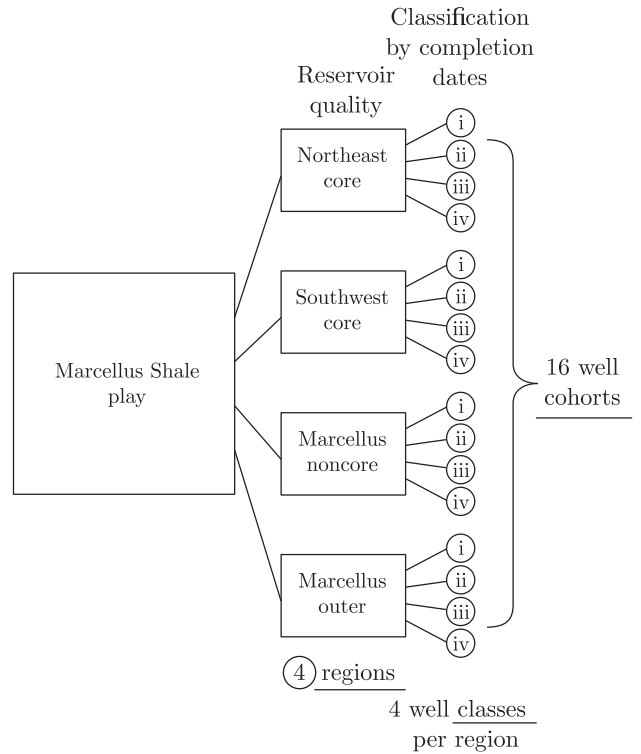 Classification
by completion
dates
Reservoir
quality
Northeast
core
i
ii
iii
iv
Southwest
core
i
ii
iii
iv
Marcellus Shale
play
16 well
cohorts
Marcellus
noncore
i
ii
iii
iv
Marcellus
outer
i
ii
iii
iv
4 regions
4 well classes
per region